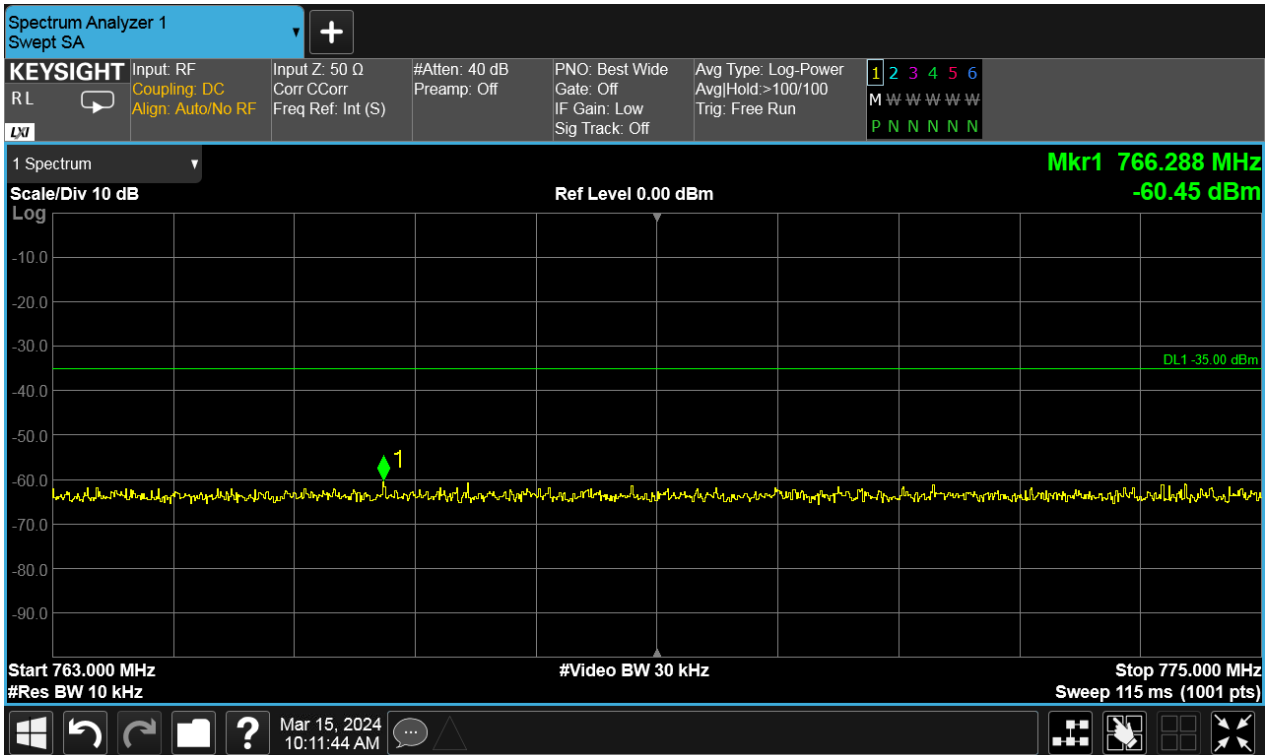 Spectrum Analyzer 1
Swept SA
KEYSIGHT
RL
LXI
Input: RF
Coupling: DC
Align: Auto/No RF
Input Z: 50 Ω
Corr CCorr
Freq Ref: Int (S)
#Atten: 40 dB
Preamp: Off
PNO: Best Wide
Gate: Off
IF Gain: Low
Sig Track: Off
Avg Type: Log-Power
Avg|Hold:>100/100
Trig: Free Run
1 2 3 4 5 6
M W W W W W
P N N N N N
1 Spectrum
Mkr1 766.288 MHz
-60.45 dBm
Scale/Div 10 dB
Ref Level 0.00 dBm
Log
-10.0
-20.0
-30.0
DL1 -35.00 dBm
-40.0
-50.0
1
-60.0
-70.0
-80.0
-90.0
Start 763.000 MHz
#Video BW 30 kHz
Stop 775.000 MHz
#Res BW 10 kHz
Sweep 115 ms (1001 pts)
?
Mar 15, 2024
10:11:44 AM